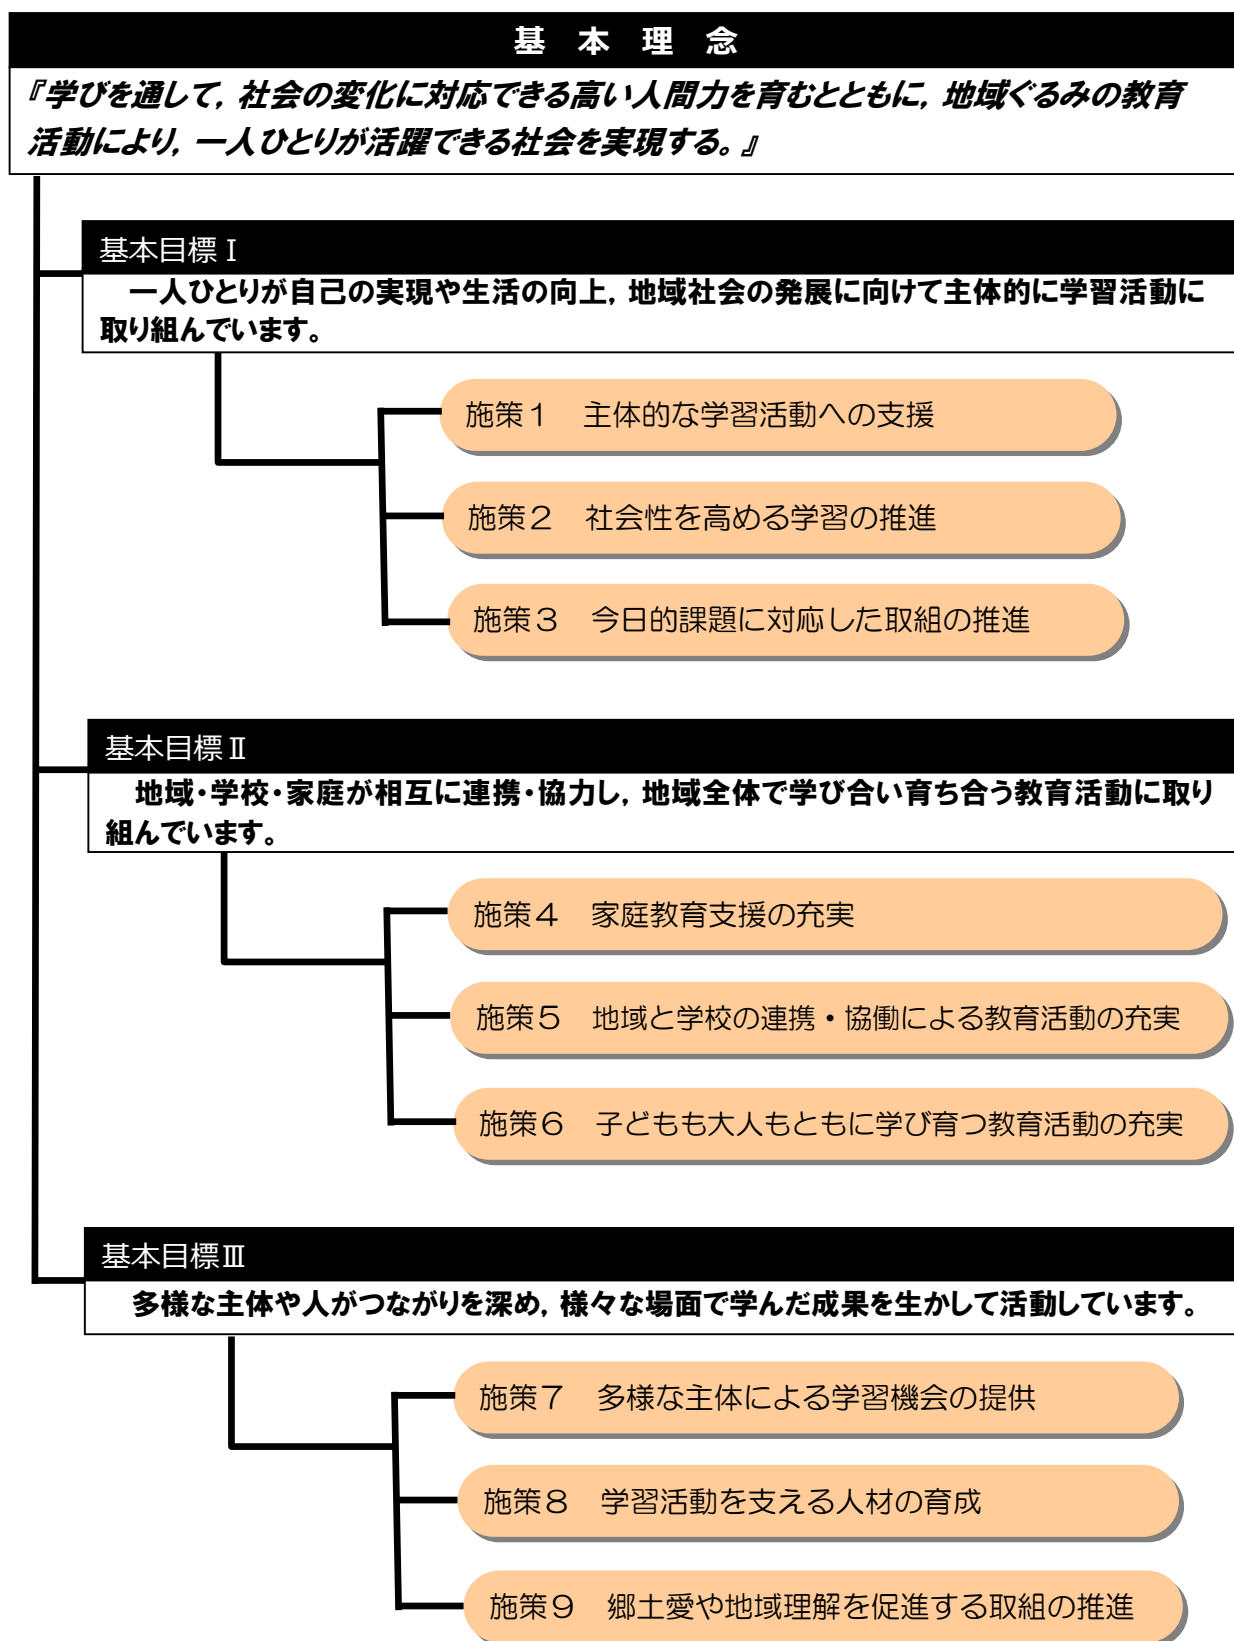 基 本 理 念
『学びを通して，社会の変化に対応できる高い人間力を育むとともに，地域ぐるみの教育
活動により，一人ひとりが活躍できる社会を実現する。』
基本目標Ⅰ
一人ひとりが自己の実現や生活の向上，地域社会の発展に向けて主体的に学習活動に
取り組んでいます。
施策１　主体的な学習活動への支援
施策２　社会性を高める学習の推進
施策３　今日的課題に対応した取組の推進
基本目標Ⅱ
地域・学校・家庭が相互に連携・協力し，地域全体で学び合い育ち合う教育活動に取り
組んでいます。
施策４　家庭教育支援の充実
施策５　地域と学校の連携・協働による教育活動の充実
施策６　子どもも大人もともに学び育つ教育活動の充実
基本目標Ⅲ
多様な主体や人がつながりを深め，様々な場面で学んだ成果を生かして活動しています。
施策７　多様な主体による学習機会の提供
施策８　学習活動を支える人材の育成
施策９　郷土愛や地域理解を促進する取組の推進